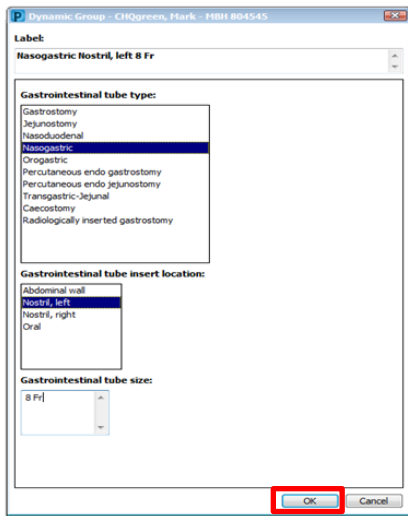 Dynamic Group - CHQgreen, Mark - MBH 804545
Label:
Nasogastric Nostril, left 8 Fr
Gastrointestinal tube type:
Gastrostomy
Jejunostomy
Nasoduodenal
Nasogastric
Orogastric
Percutaneous endo gastrostomy
Percutaneous endo jejunostomy
Transgastric-Jejunal
Caecostomy
Radiologically inserted gastrostomy
Gastrointestinal tube insert location:
Abdominal wall
Nostril, left
Nostril, right
Oral
Gastrointestinal tube size:
8 Fr
OK Cancel